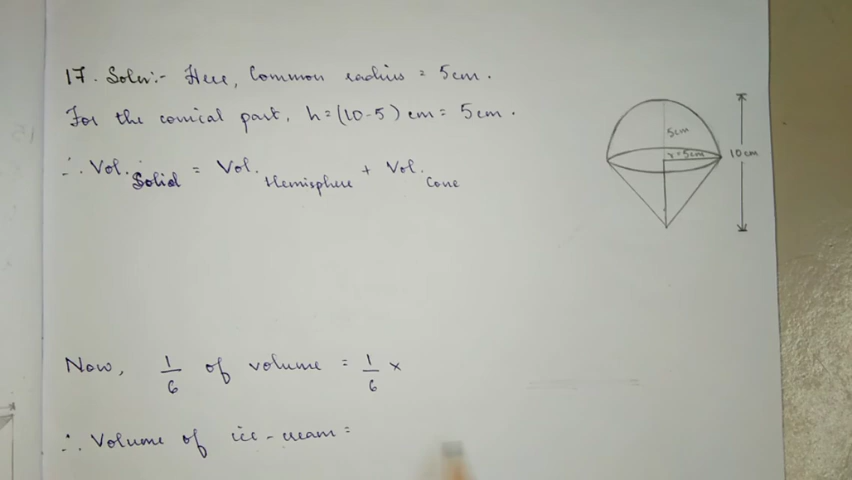 17. Soln:- Here, Common radius = 5cm.
For the conical part, h = (10-5) cm = 5cm.
∴ Vol. Solid = Vol. Hemisphere + Vol. Cone
5cm
r=5cm
10cm
Now, 1/6 of volume = 1/6 ×
∴ Volume of ice-cream =